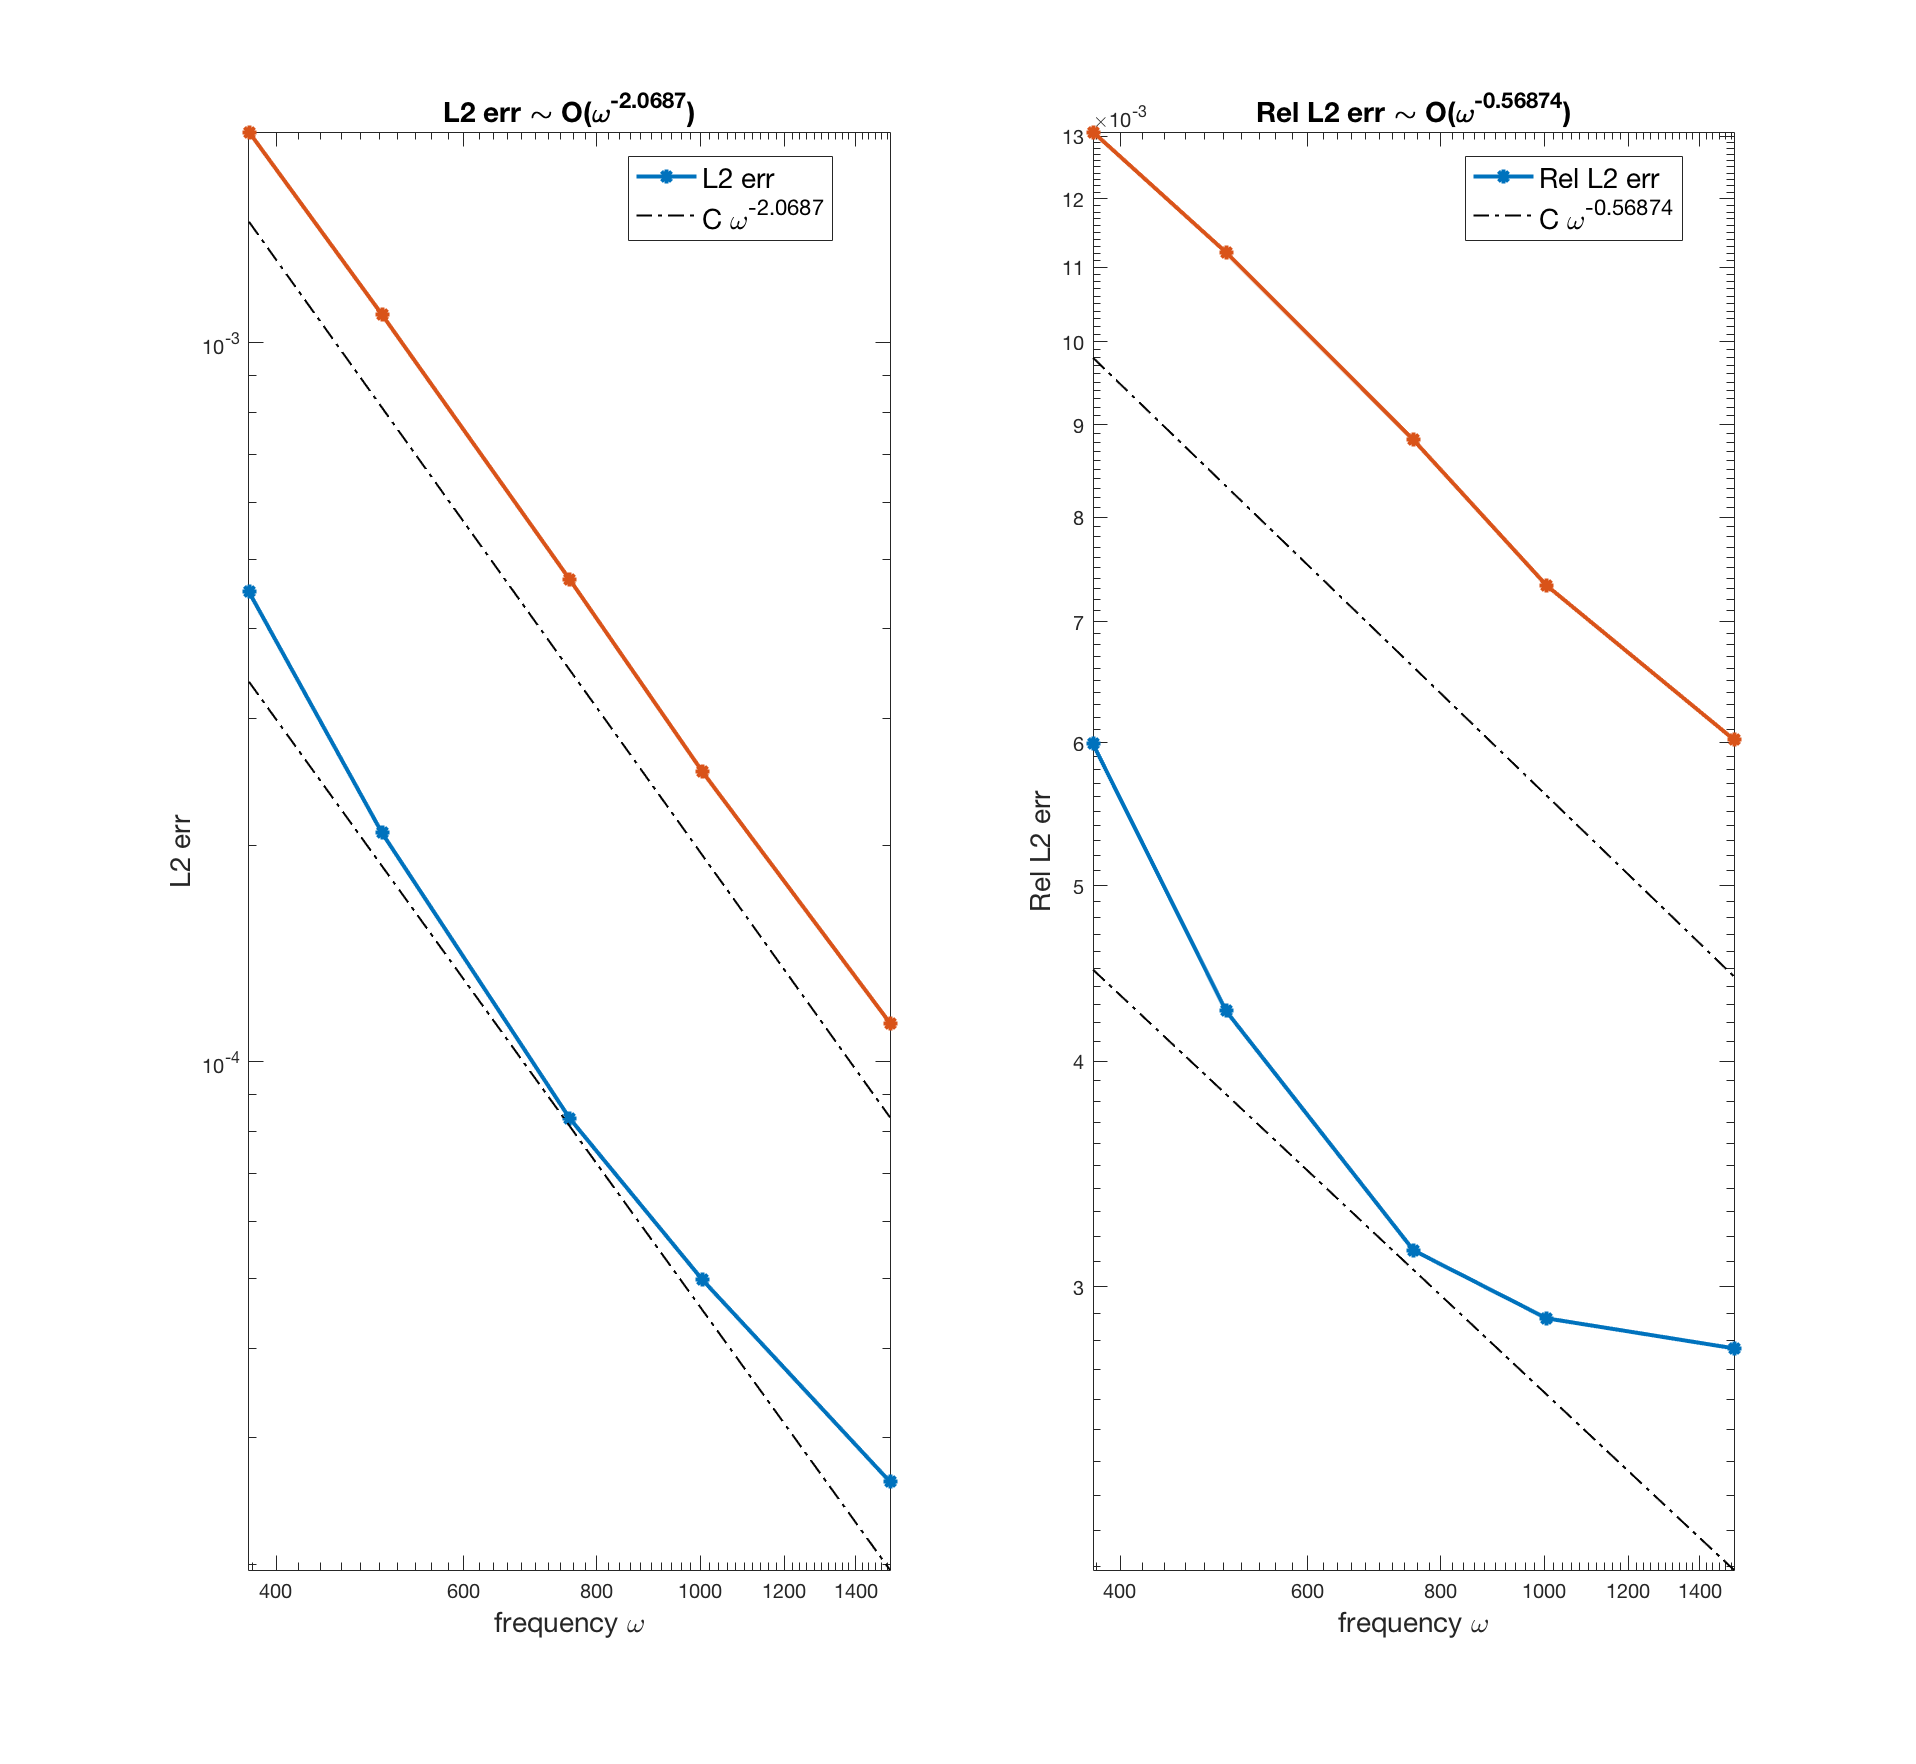 L2 err ∼ O(ω^-2.0687)
L2 err
C ω^-2.0687
10^-3
10^-4
L2 err
400 600 800 1000 1200 1400
frequency ω
Rel L2 err ∼ O(ω^-0.56874)
×10^-3
Rel L2 err
C ω^-0.56874
13
12
11
10
9
8
7
6
5
4
3
Rel L2 err
400 600 800 1000 1200 1400
frequency ω